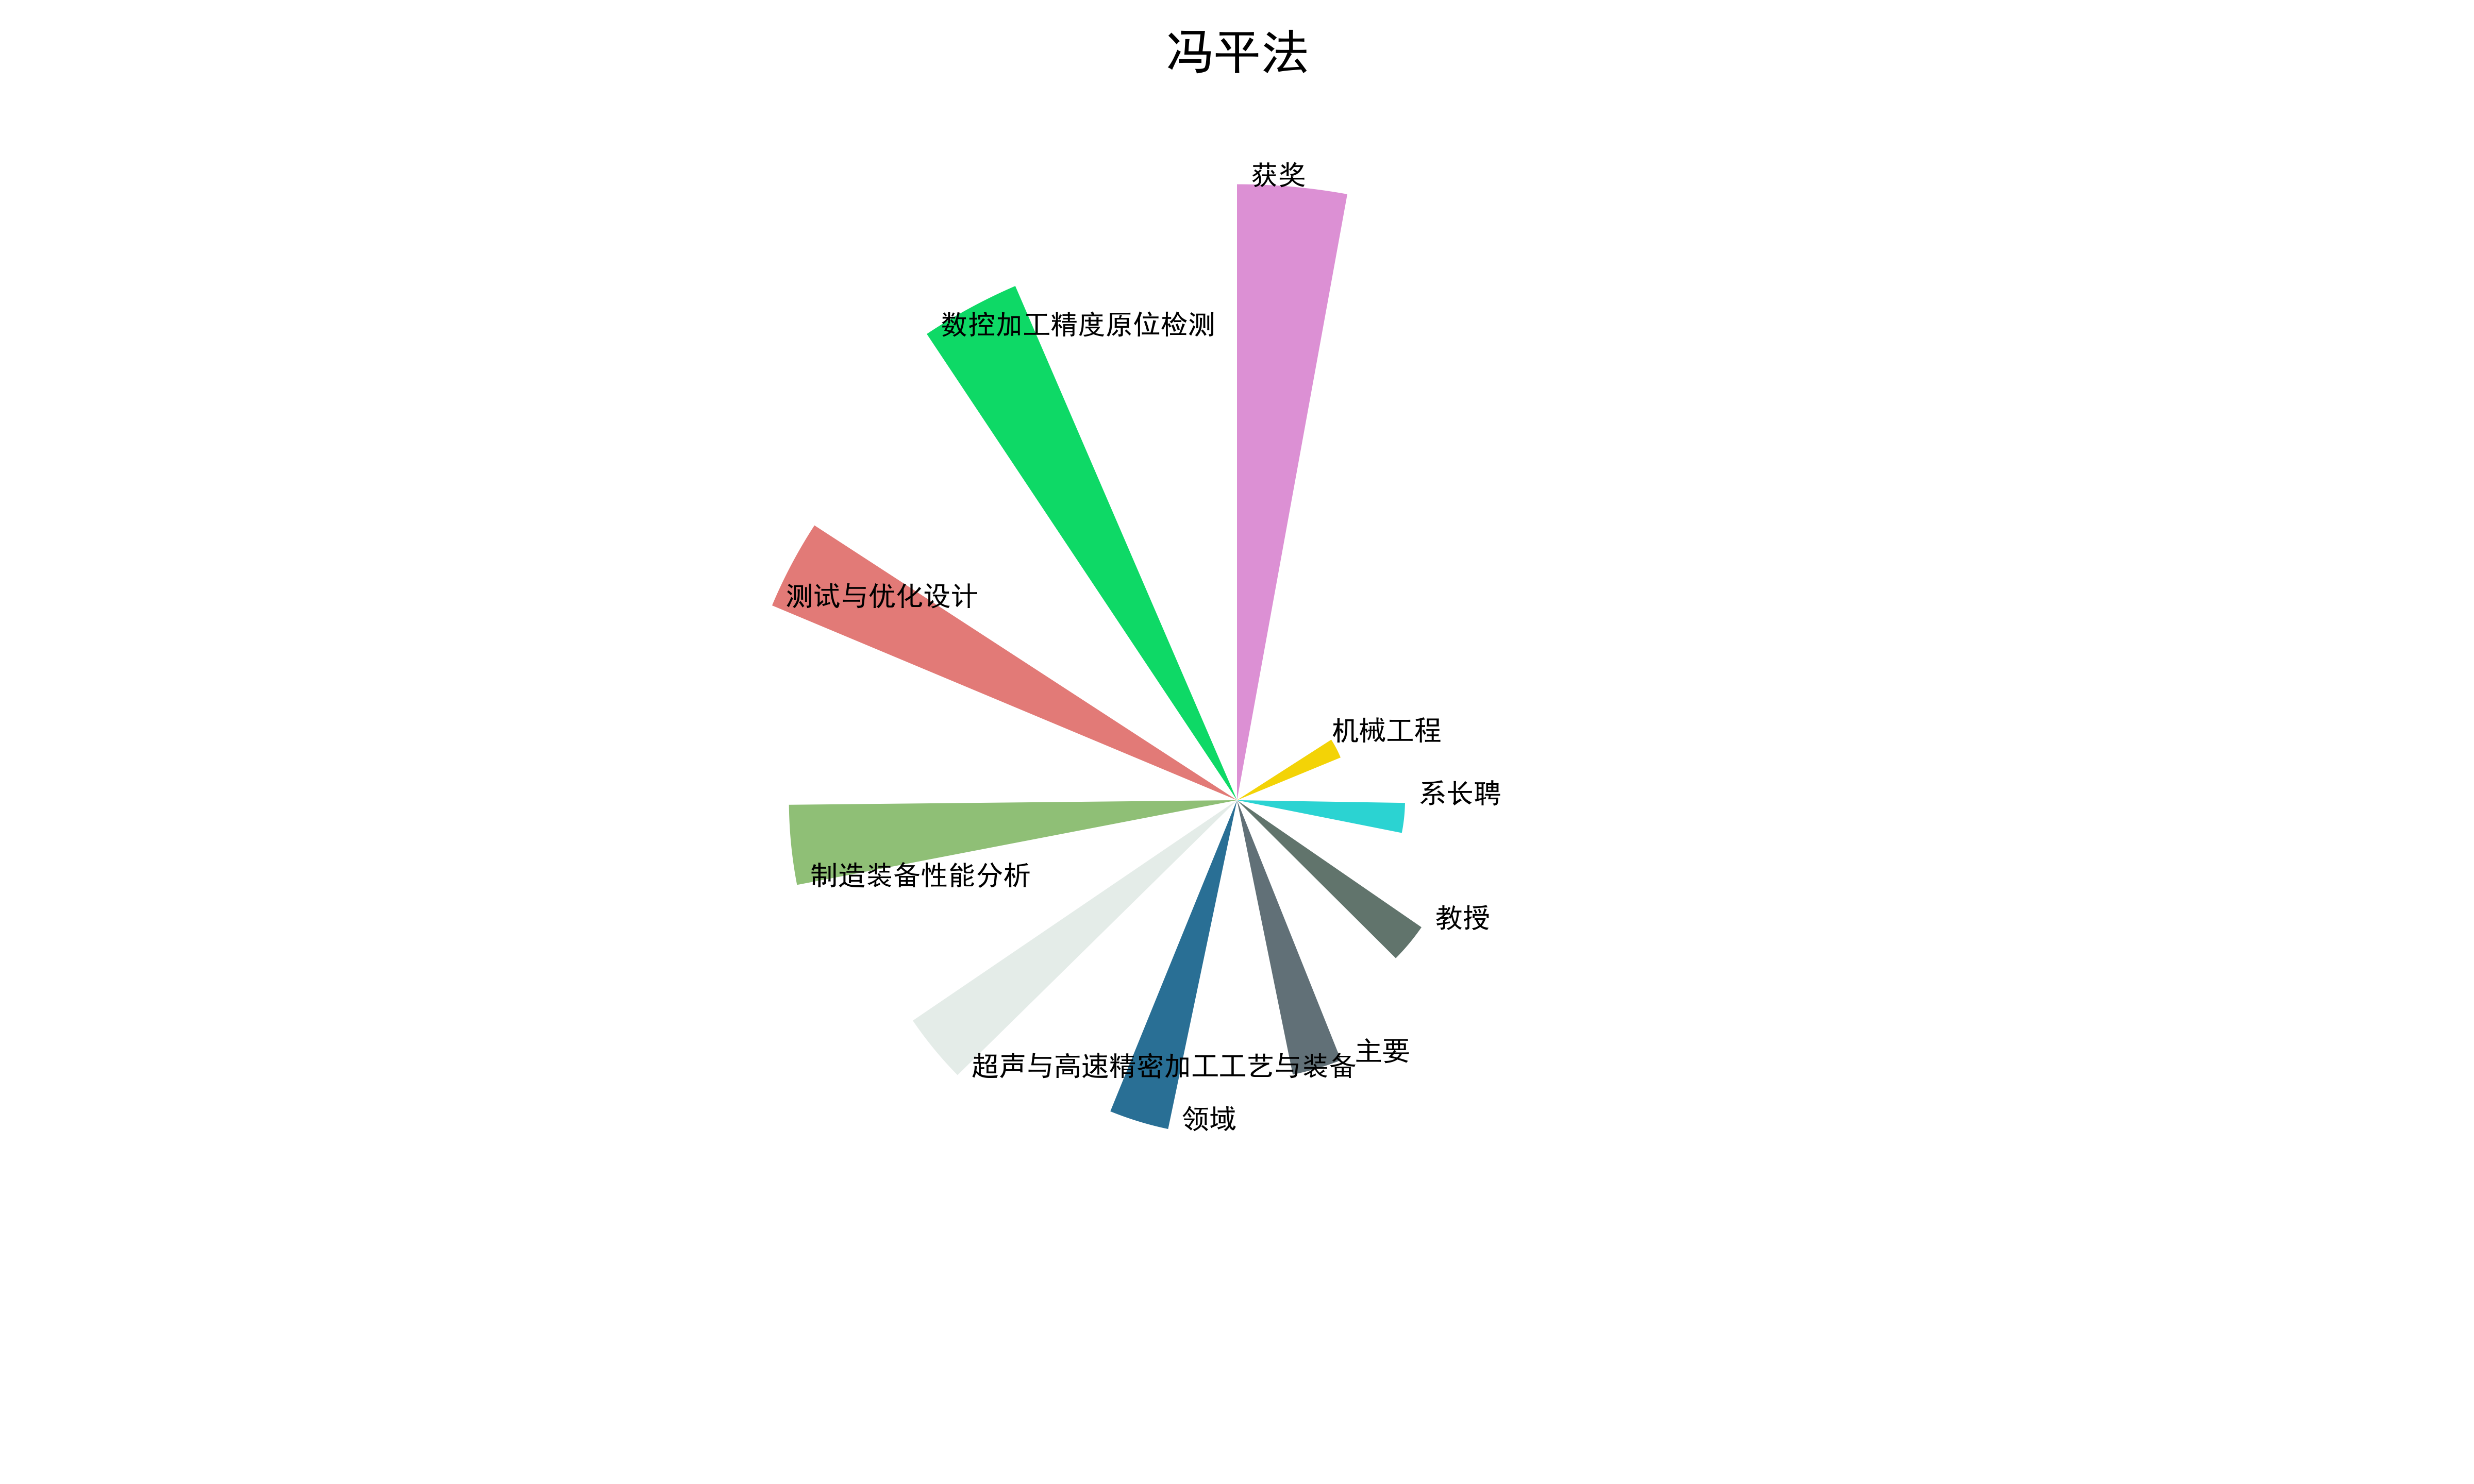 冯平法
获奖
数控加工精度原位检测
测试与优化设计
机械工程
系长聘
制造装备性能分析
教授
主要
超声与高速精密加工工艺与装备
领域